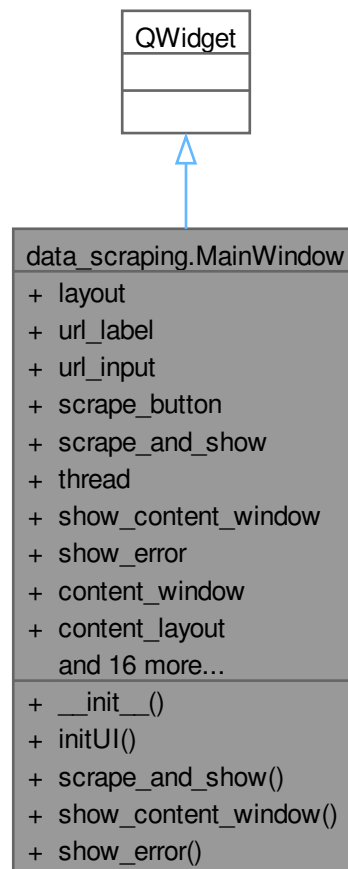 QWidget
data_scraping.MainWindow
+ layout
+ url_label
+ url_input
+ scrape_button
+ scrape_and_show
+ thread
+ show_content_window
+ show_error
+ content_window
+ content_layout
and 16 more...
+ __init__()
+ initUI()
+ scrape_and_show()
+ show_content_window()
+ show_error()